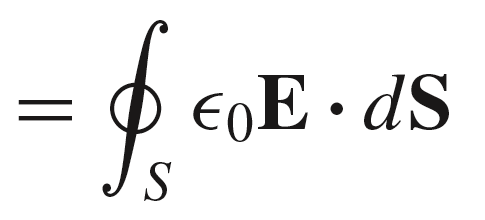 = ∮_S ϵ₀𝐄 · d𝐒